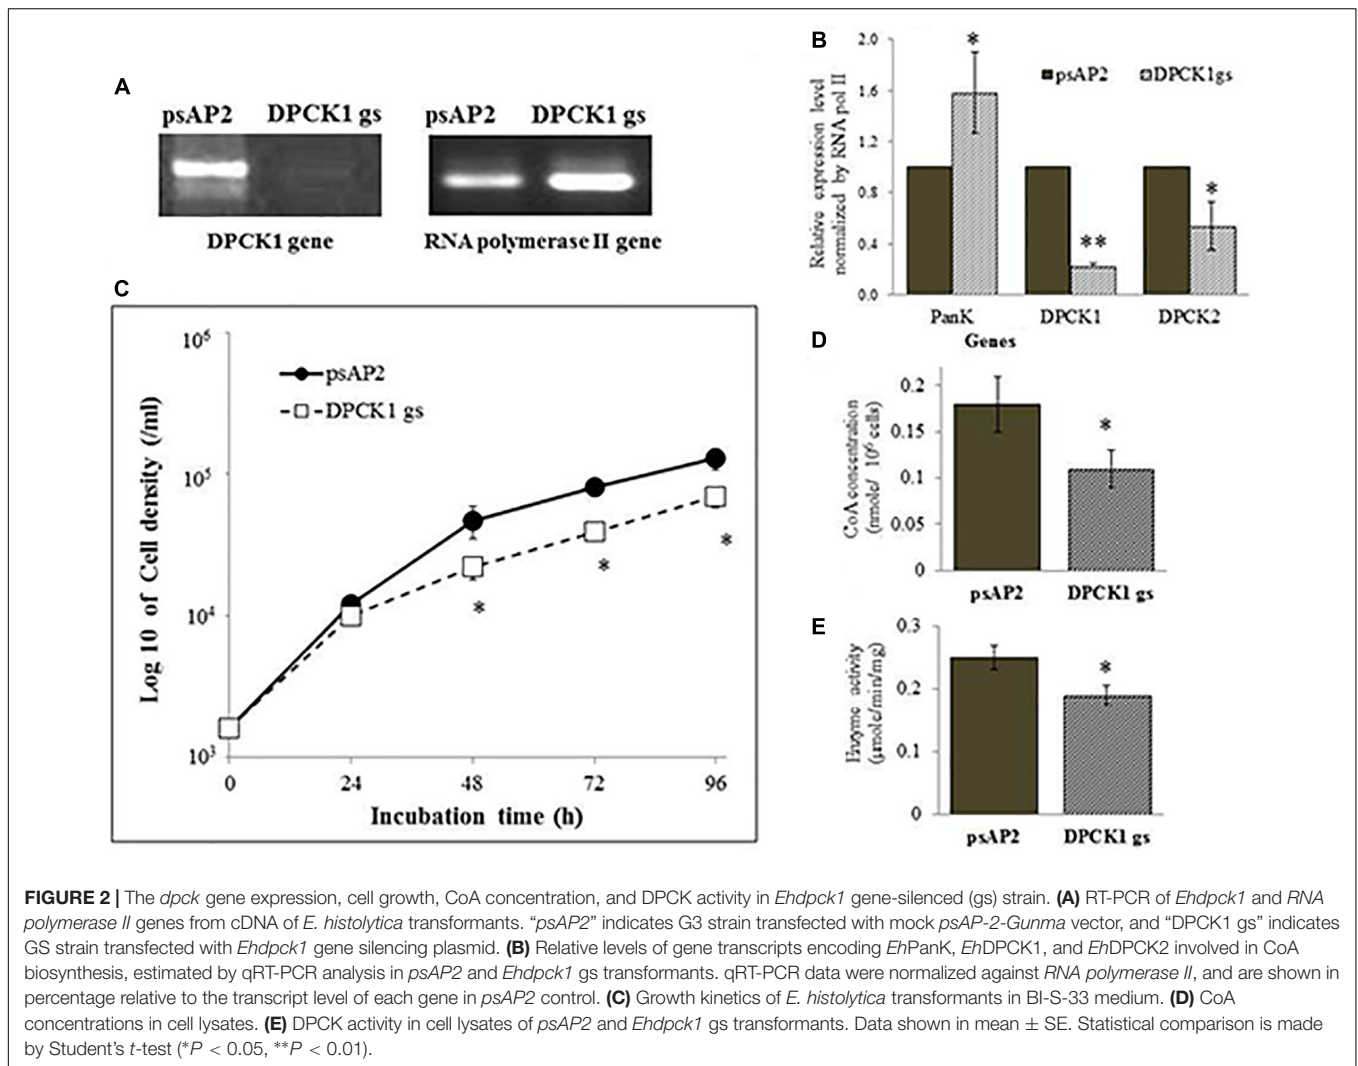 A
psAP2 DPCK1 gs
psAP2 DPCK1 gs
DPCK1 gene
RNA polymerase II gene
B
Relative expression level
normalized by RNA pol II
2.0
1.6
1.2
0.8
0.4
0.0
psAP2 DPCK1gs
*
**
*
PanK DPCK1 DPCK2
Genes
C
Log 10 of Cell density (/ml)
10⁶
10⁵
10⁴
10³
psAP2
DPCK1 gs
*
*
*
0 24 48 72 96
Incubation time (h)
D
CoA concentration
(nmole/ 10⁶ cells)
0.2
0.15
0.1
0.05
0
*
psAP2 DPCK1 gs
E
Enzyme activity
(µmole/min/mg)
0.3
0.2
0.1
0
*
psAP2 DPCK1 gs
FIGURE 2 | The dpck gene expression, cell growth, CoA concentration, and DPCK activity in Ehdpck1 gene-silenced (gs) strain. (A) RT-PCR of Ehdpck1 and RNA
polymerase II genes from cDNA of E. histolytica transformants. “psAP2” indicates G3 strain transfected with mock psAP-2-Gunma vector, and “DPCK1 gs” indicates
GS strain transfected with Ehdpck1 gene silencing plasmid. (B) Relative levels of gene transcripts encoding EhPanK, EhDPCK1, and EhDPCK2 involved in CoA
biosynthesis, estimated by qRT-PCR analysis in psAP2 and Ehdpck1 gs transformants. qRT-PCR data were normalized against RNA polymerase II, and are shown in
percentage relative to the transcript level of each gene in psAP2 control. (C) Growth kinetics of E. histolytica transformants in BI-S-33 medium. (D) CoA
concentrations in cell lysates. (E) DPCK activity in cell lysates of psAP2 and Ehdpck1 gs transformants. Data shown in mean ± SE. Statistical comparison is made
by Student’s t-test (*P < 0.05, **P < 0.01).